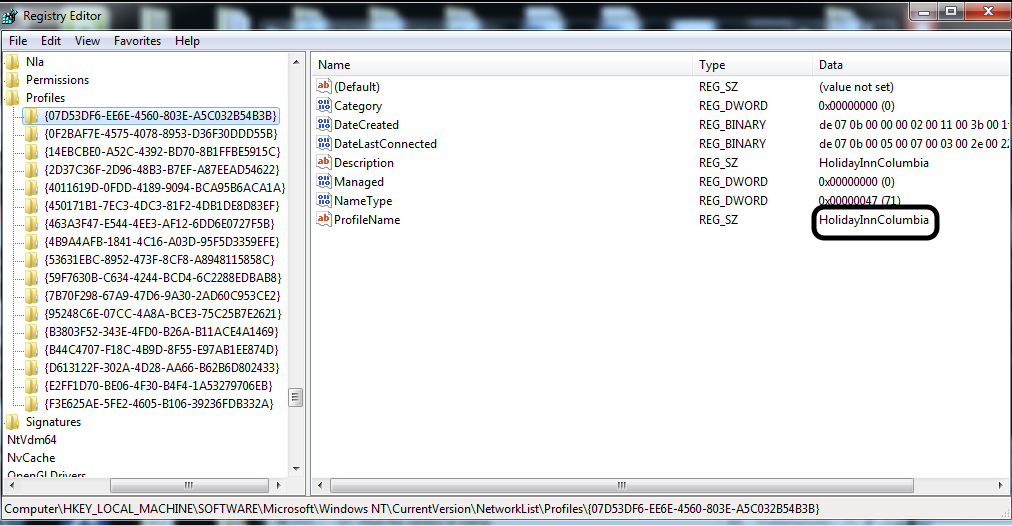 Registry Editor
File Edit View Favorites Help
Nla
Permissions
Profiles
{07D53DF6-EE6E-4560-803E-A5C032B54B3B}
{0F2BAF7E-4575-4078-8953-D36F30DDD55B}
{14EBCBE0-A52C-4392-BD70-8B1FFBE5915C}
{2D37C36F-2D96-48B3-B7EF-A87EEAD54622}
{4011619D-0FDD-4189-9094-BCA95B6ACA1A}
{450171B1-7EC3-4DC3-81F2-4DB1DE8D83EF}
{463A3F47-E544-4EE3-AF12-6DD6E0727F5B}
{4B9A4AFB-1841-4C16-A03D-95F5D3359EFE}
{53631EBC-8952-473F-8CF8-A8948115858C}
{59F7630B-C634-4244-BCD4-6C2288EDBAB8}
{7B70F298-67A9-47D6-9A30-2AD60C953CE2}
{95248C6E-07CC-4A8A-BCE3-75C25B7E2621}
{B3803F52-343E-4FD0-B26A-B11ACE4A1469}
{B44C4707-F18C-4B9D-8F55-E97AB1EE874D}
{D613122F-302A-4D28-AA66-B62B6D802433}
{E2FF1D70-BE06-4F30-B4F4-1A53279706EB}
{F3E625AE-5FE2-4605-B106-39236FDB332A}
Signatures
NtVdm64
NvCache
OpenGLDrivers
Name Type Data
(Default) REG_SZ (value not set)
Category REG_DWORD 0x00000000 (0)
DateCreated REG_BINARY de 07 0b 00 00 00 02 00 11 00 3b 00
DateLastConnected REG_BINARY de 07 0b 00 05 00 07 00 03 00 2e 00 22
Description REG_SZ HolidayInnColumbia
Managed REG_DWORD 0x00000000 (0)
NameType REG_DWORD 0x00000047 (71)
ProfileName REG_SZ HolidayInnColumbia
Computer\HKEY_LOCAL_MACHINE\SOFTWARE\Microsoft\Windows NT\CurrentVersion\NetworkList\Profiles\{07D53DF6-EE6E-4560-803E-A5C032B54B3B}